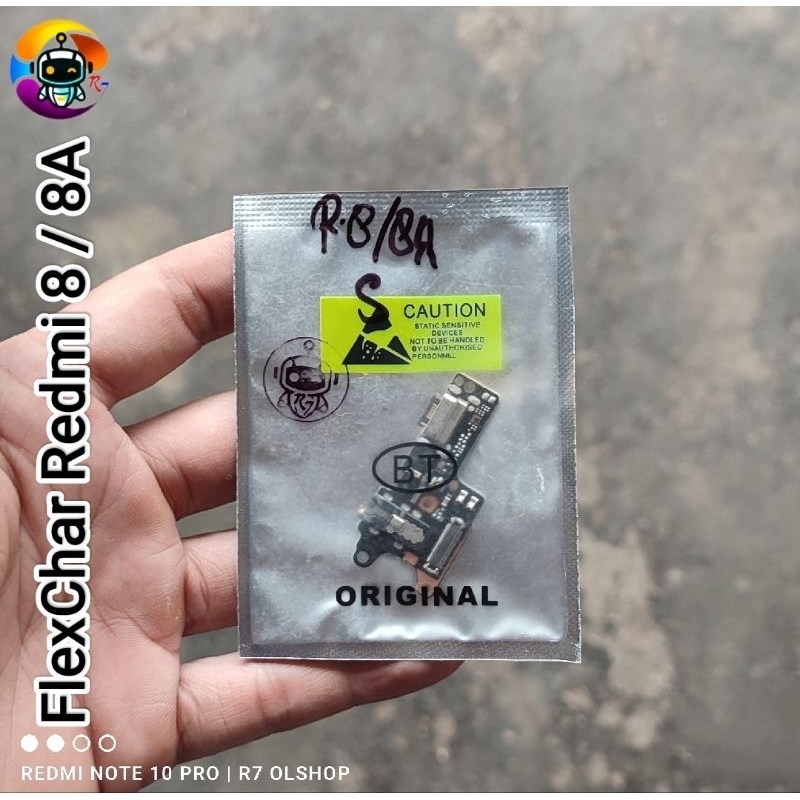 R7
FlexChar Redmi 8 / 8A
R.8/8A
S
CAUTION
STATIC SENSITIVE
DEVICES
NOT TO BE HANDLED
BY UNAUTHORISED
PERSONNEL
BT
ORIGINAL
REDMI NOTE 10 PRO | R7 OLSHOP